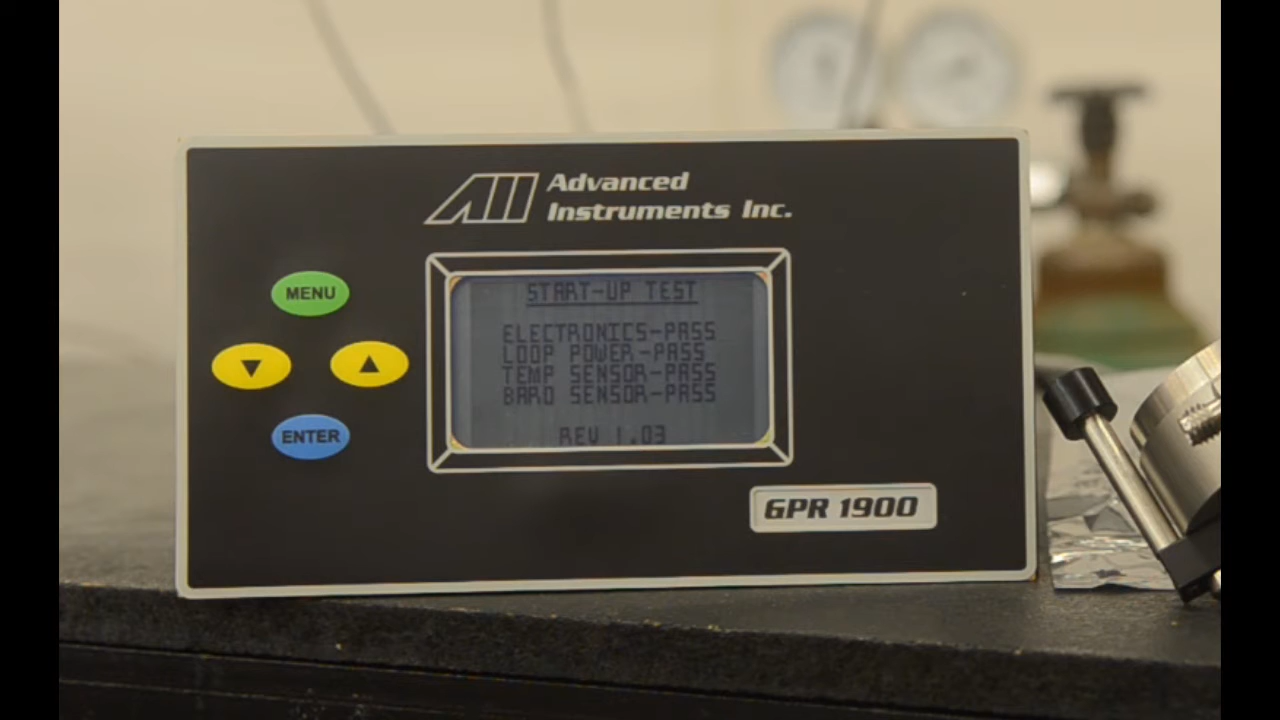 AII Advanced
Instruments Inc.
MENU
▼ ▲
ENTER
START-UP TEST
ELECTRONICS-PASS
LOOP POWER-PASS
TEMP SENSOR-PASS
BARO SENSOR-PASS
REV 1.03
GPR 1900